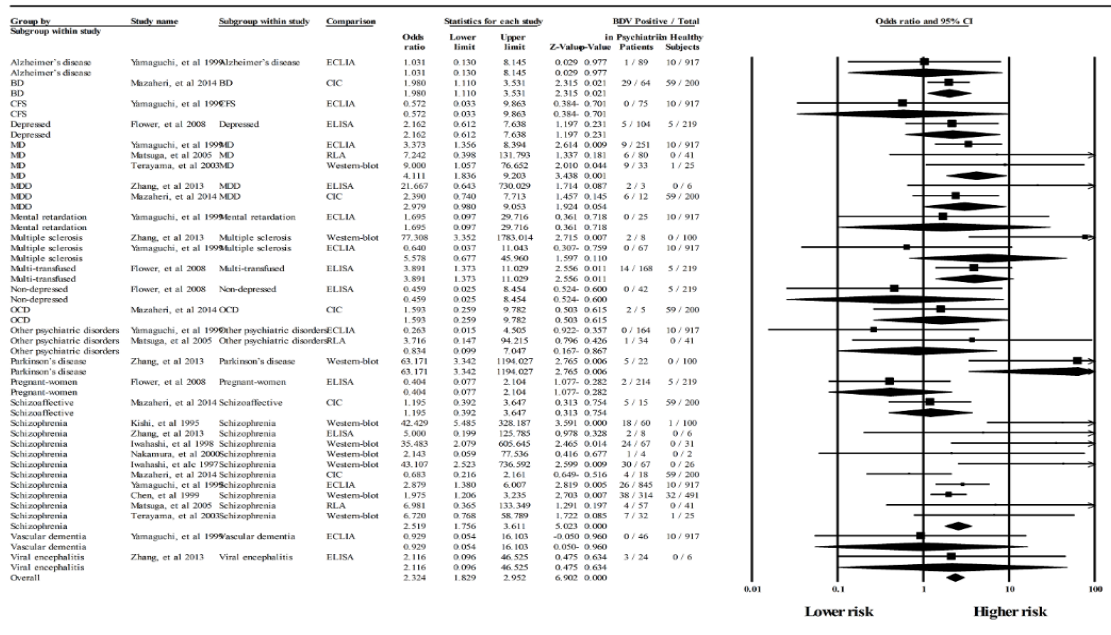 Group by Study name Subgroup within study Comparison Statistics for each study BDV Positive / Total Odds ratio and 95% CI
Subgroup within study
Odds ratio Lower limit Upper limit Z-Value p-Value in Psychiatric Patients in Healthy Subjects
Alzheimer's disease Yamaguchi, et al 1999 Alzheimer's disease ECLIA 1.031 0.130 8.145 0.029 0.977 1 / 89 10 / 917
Alzheimer's disease 1.031 0.130 8.145 0.029 0.977
BD Mazaheri, et al 2014 BD CIC 1.980 1.110 3.531 2.315 0.021 29 / 64 59 / 200
BD 1.980 1.110 3.531 2.315 0.021
CFS Yamaguchi, et al 1999 CFS ECLIA 0.572 0.033 9.863 0.384- 0.701 0 / 75 10 / 917
CFS 0.572 0.033 9.863 0.384- 0.701
Depressed Flower, et al 2008 Depressed ELISA 2.162 0.612 7.638 1.197 0.231 5 / 104 5 / 219
Depressed 2.162 0.612 7.638 1.197 0.231
MD Yamaguchi, et al 1999 MD ECLIA 3.373 1.356 8.394 2.614 0.009 9 / 251 10 / 917
MD Matsuga, et al 2005 MD RLA 7.242 0.398 131.793 1.337 0.181 6 / 80 0 / 41
MD Terayama, et al 2003 MD Western-blot 9.000 1.057 76.652 2.010 0.044 9 / 33 1 / 25
MD 4.111 1.836 9.203 3.438 0.001
MDD Zhang, et al 2013 MDD ELISA 21.667 0.643 730.029 1.714 0.087 2 / 3 0 / 6
MDD Mazaheri, et al 2014 MDD CIC 2.390 0.740 7.713 1.457 0.145 6 / 12 59 / 200
MDD 2.979 0.980 9.053 1.924 0.054
Mental retardation Yamaguchi, et al 1999 Mental retardation ECLIA 1.695 0.097 29.716 0.361 0.718 0 / 25 10 / 917
Mental retardation 1.695 0.097 29.716 0.361 0.718
Multiple sclerosis Zhang, et al 2013 Multiple sclerosis Western-blot 77.308 3.352 1783.014 2.715 0.007 2 / 8 0 / 100
Multiple sclerosis Yamaguchi, et al 1999 Multiple sclerosis ECLIA 0.640 0.037 11.043 0.307- 0.759 0 / 67 10 / 917
Multiple sclerosis 5.578 0.677 45.960 1.597 0.110
Multi-transfused Flower, et al 2008 Multi-transfused ELISA 3.891 1.373 11.029 2.556 0.011 14 / 168 5 / 219
Multi-transfused 3.891 1.373 11.029 2.556 0.011
Non-depressed Flower, et al 2008 Non-depressed ELISA 0.459 0.025 8.454 0.524- 0.600 0 / 42 5 / 219
Non-depressed 0.459 0.025 8.454 0.524- 0.600
OCD Mazaheri, et al 2014 OCD CIC 1.593 0.259 9.782 0.503 0.615 2 / 5 59 / 200
OCD 1.593 0.259 9.782 0.503 0.615
Other psychiatric disorders Yamaguchi, et al 1999 Other psychiatric disorders ECLIA 0.263 0.015 4.505 0.922- 0.357 0 / 164 10 / 917
Other psychiatric disorders Matsuga, et al 2005 Other psychiatric disorders RLA 3.716 0.147 94.215 0.796 0.426 1 / 34 0 / 41
Other psychiatric disorders 0.834 0.099 7.047 0.167- 0.867
Parkinson's disease Zhang, et al 2013 Parkinson's disease Western-blot 63.171 3.342 1194.027 2.765 0.006 5 / 22 0 / 100
Parkinson's disease 63.171 3.342 1194.027 2.765 0.006
Pregnant-women Flower, et al 2008 Pregnant-women ELISA 0.404 0.077 2.104 1.077- 0.282 2 / 214 5 / 219
Pregnant-women 0.404 0.077 2.104 1.077- 0.282
Schizoaffective Mazaheri, et al 2014 Schizoaffective CIC 1.195 0.392 3.647 0.313 0.754 5 / 15 59 / 200
Schizoaffective 1.195 0.392 3.647 0.313 0.754
Schizophrenia Kishi, et al 1995 Schizophrenia Western-blot 42.429 5.485 328.187 3.591 0.000 18 / 60 1 / 100
Schizophrenia Zhang, et al 2013 Schizophrenia ELISA 5.000 0.199 125.785 0.978 0.328 2 / 8 0 / 6
Schizophrenia Iwahashi, et al 1998 Schizophrenia Western-blot 35.483 2.079 605.645 2.465 0.014 24 / 67 0 / 31
Schizophrenia Nakamura, et al 2000 Schizophrenia Western-blot 2.143 0.059 77.536 0.416 0.677 1 / 4 0 / 2
Schizophrenia Iwahashi, et alc 1997 Schizophrenia Western-blot 43.107 2.523 736.592 2.599 0.009 30 / 67 0 / 26
Schizophrenia Mazaheri, et al 2014 Schizophrenia CIC 0.683 0.216 2.161 0.649- 0.516 4 / 18 59 / 200
Schizophrenia Yamaguchi, et al 1999 Schizophrenia ECLIA 2.879 1.380 6.007 2.819 0.005 26 / 845 10 / 917
Schizophrenia Chen, et al 1999 Schizophrenia Western-blot 1.975 1.206 3.235 2.703 0.007 38 / 314 32 / 491
Schizophrenia Matsuga, et al 2005 Schizophrenia RLA 6.981 0.365 133.349 1.291 0.197 4 / 57 0 / 41
Schizophrenia Terayama, et al 2003 Schizophrenia Western-blot 6.720 0.768 58.789 1.722 0.085 7 / 32 1 / 25
Schizophrenia 2.519 1.756 3.611 5.023 0.000
Vascular dementia Yamaguchi, et al 1999 Vascular dementia ECLIA 0.929 0.054 16.103 -0.050 0.960 0 / 46 10 / 917
Vascular dementia 0.929 0.054 16.103 0.050- 0.960
Viral encephalitis Zhang, et al 2013 Viral encephalitis ELISA 2.116 0.096 46.525 0.475 0.634 3 / 24 0 / 6
Viral encephalitis 2.116 0.096 46.525 0.475 0.634
Overall 2.324 1.829 2.952 6.902 0.000
0.01 0.1 1 10 100
Lower risk Higher risk